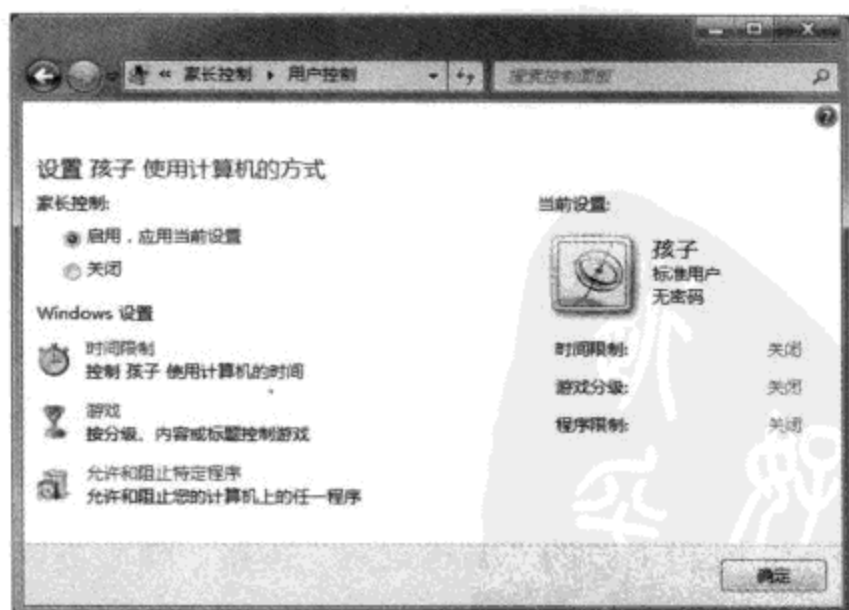 « 家长控制 ▸ 用户控制
搜索控制面板
设置 孩子 使用计算机的方式
家长控制:
启用，应用当前设置
关闭
Windows 设置
时间限制
控制 孩子 使用计算机的时间
游戏
按分级、内容或标题控制游戏
允许和阻止特定程序
允许和阻止您的计算机上的任一程序
当前设置:
孩子
标准用户
无密码
时间限制: 关闭
游戏分级: 关闭
程序限制: 关闭
确定